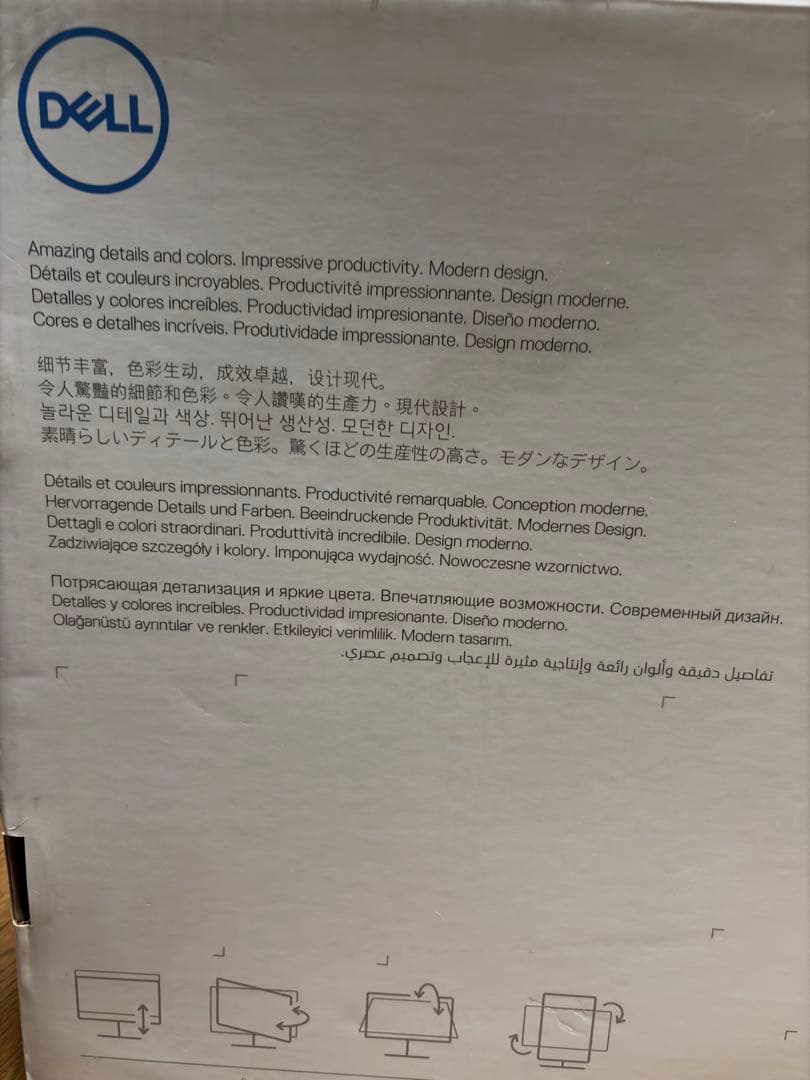 DELL
Amazing details and colors. Impressive productivity. Modern design.
Détails et couleurs incroyables. Productivité impressionnante. Design moderne.
Detalles y colores increíbles. Productividad impresionante. Diseño moderno.
Cores e detalhes incríveis. Produtividade impressionante. Design moderno.
细节丰富，色彩生动，成效卓越，设计现代。
令人驚豔的細節和色彩。令人讚嘆的生產力。現代設計。
놀라운 디테일과 색상. 뛰어난 생산성. 모던한 디자인.
素晴らしいディテールと色彩。驚くほどの生産性の高さ。モダンなデザイン。
Détails et couleurs impressionnants. Productivité remarquable. Conception moderne.
Hervorragende Details und Farben. Beeindruckende Produktivität. Modernes Design.
Dettagli e colori straordinari. Produttività incredibile. Design moderno.
Zadziwiające szczegóły i kolory. Imponująca wydajność. Nowoczesne wzornictwo.
Потрясающая детализация и яркие цвета. Впечатляющие возможности. Современный дизайн.
Detalles y colores increíbles. Productividad impresionante. Diseño moderno.
Olağanüstü ayrıntılar ve renkler. Etkileyici verimlilik. Modern tasarım.
تفاصيل دقيقة وألوان رائعة وإنتاجية مثيرة للإعجاب وتصميم عصري.